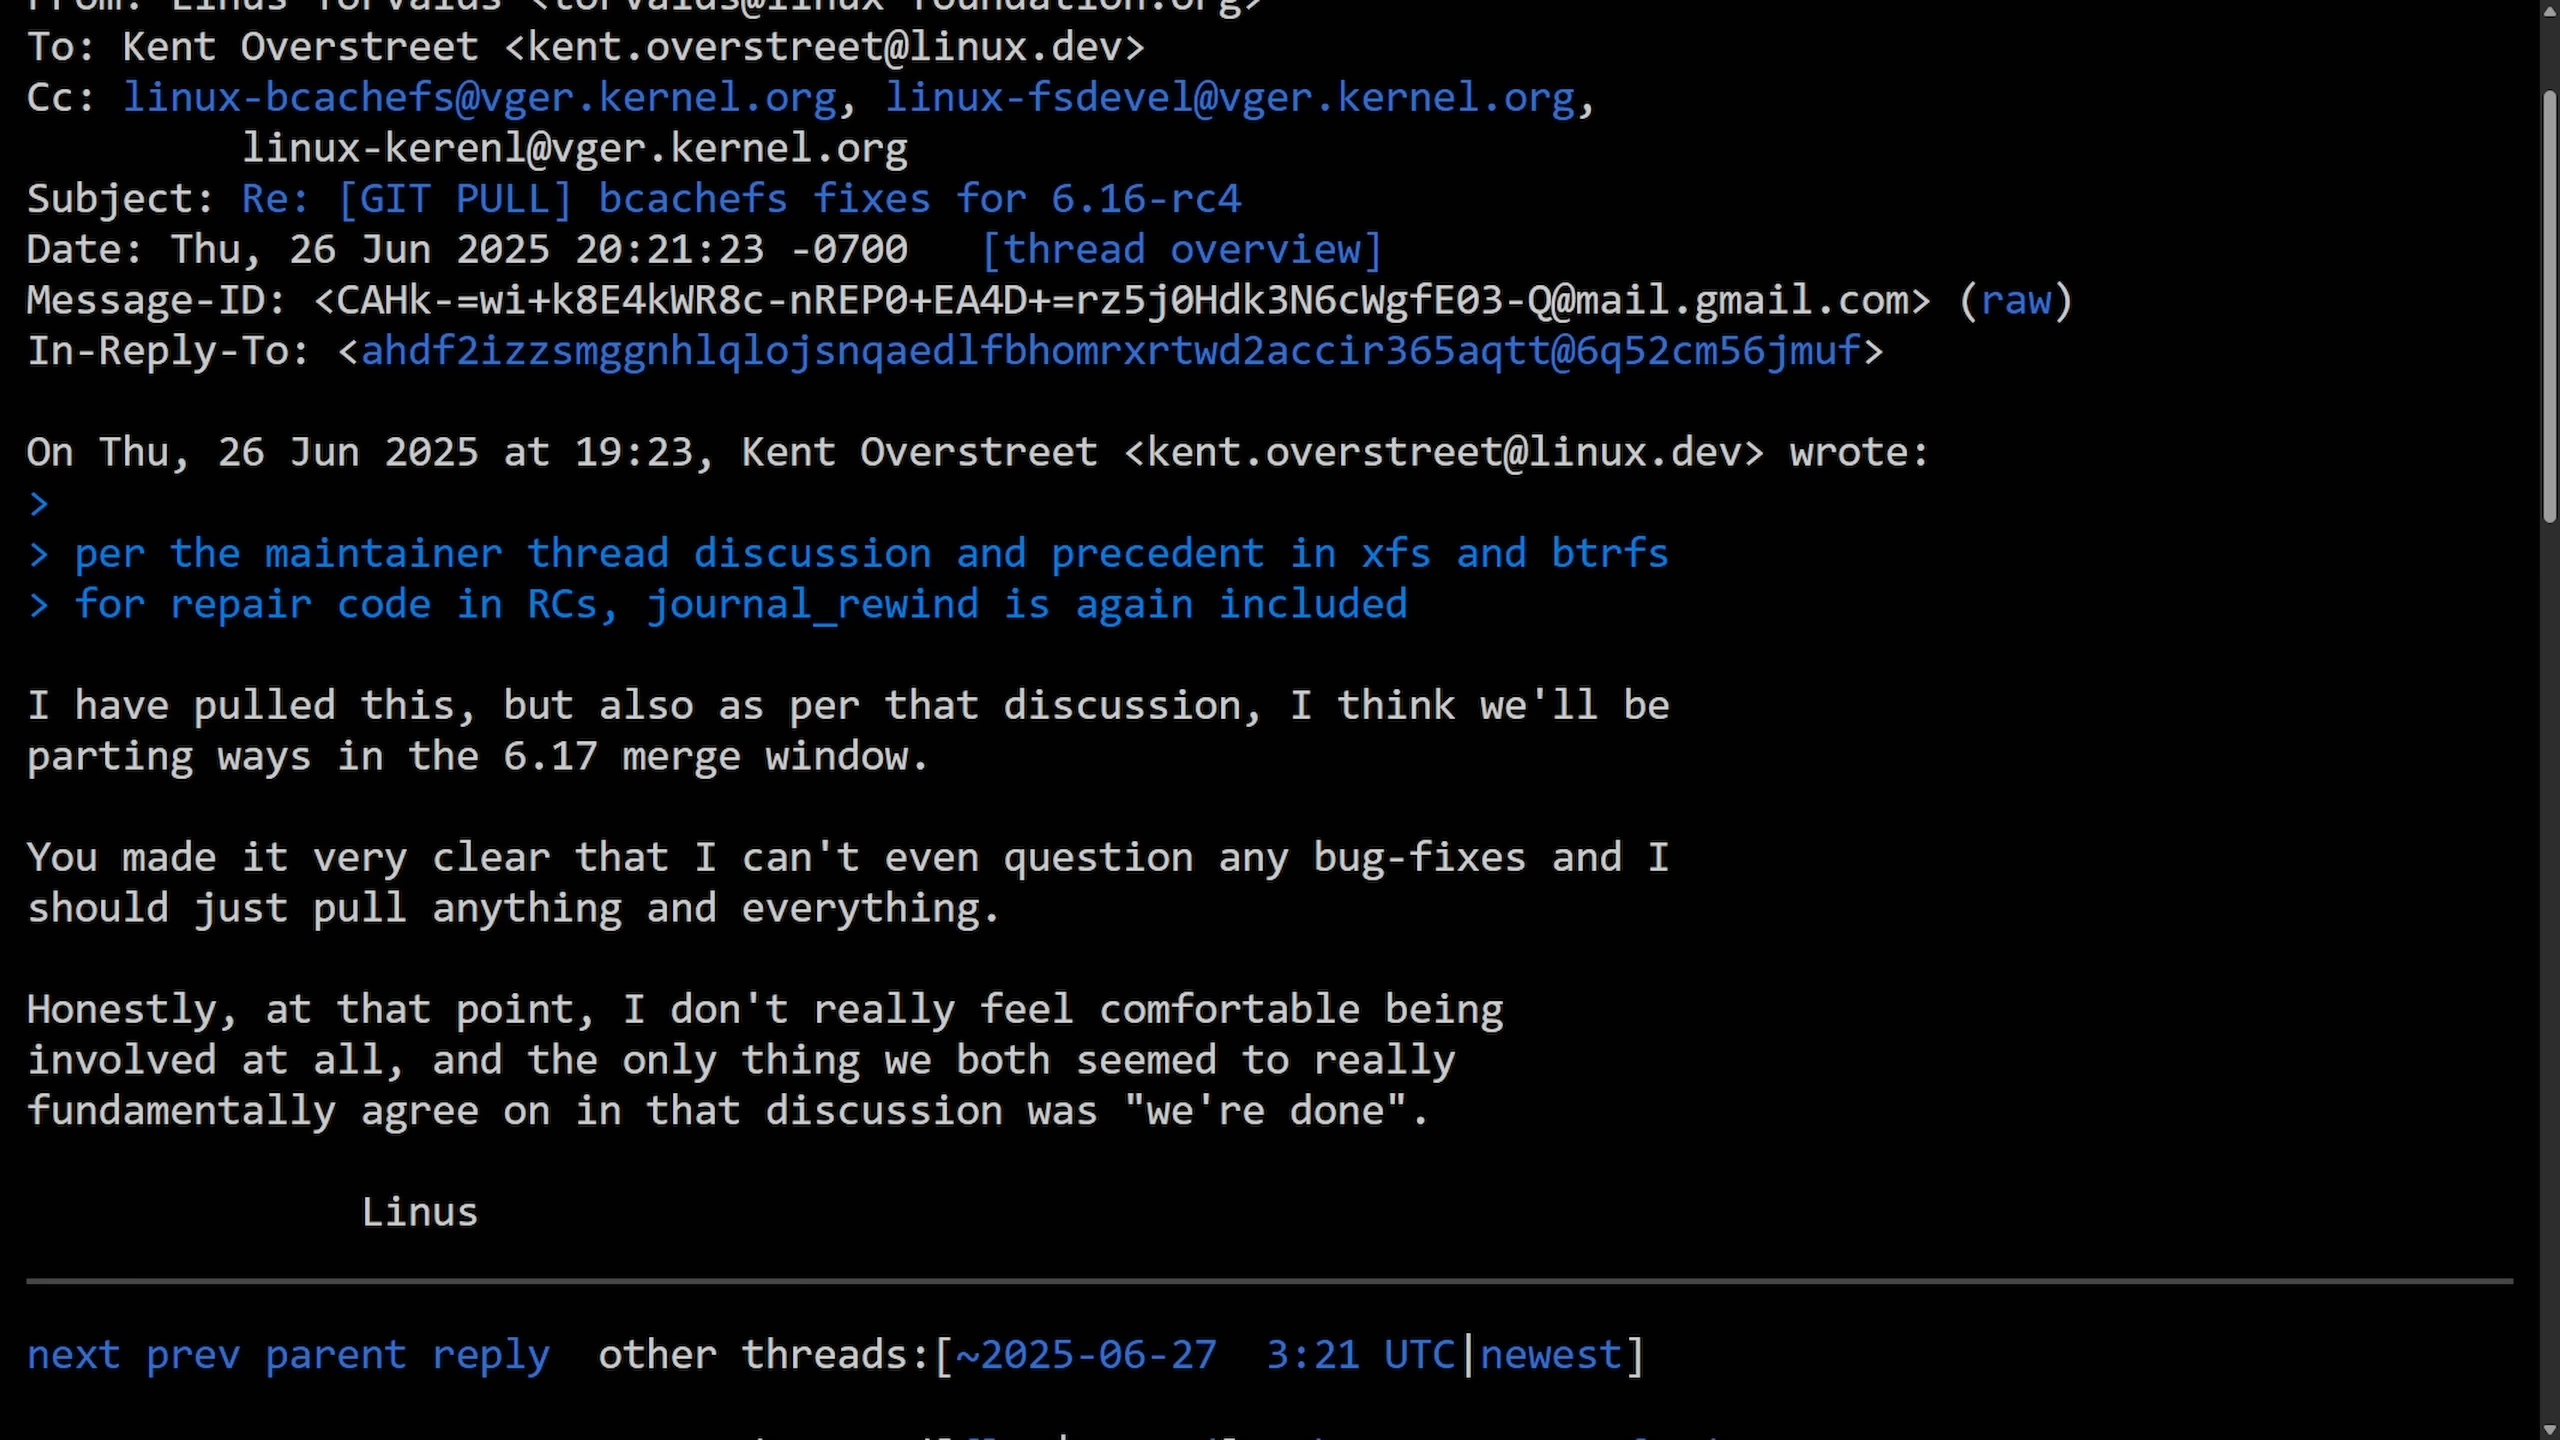 From: Linus Torvalds <torvalds@linux-foundation.org>
To: Kent Overstreet <kent.overstreet@linux.dev>
Cc: linux-bcachefs@vger.kernel.org, linux-fsdevel@vger.kernel.org,
linux-kerenl@vger.kernel.org
Subject: Re: [GIT PULL] bcachefs fixes for 6.16-rc4
Date: Thu, 26 Jun 2025 20:21:23 -0700 [thread overview]
Message-ID: <CAHk-=wi+k8E4kWR8c-nREP0+EA4D+=rz5j0Hdk3N6cWgfE03-Q@mail.gmail.com> (raw)
In-Reply-To: <ahdf2izzsmggnhlqlojsnqaedlfbhomrxrtwd2accir365aqtt@6q52cm56jmuf>
On Thu, 26 Jun 2025 at 19:23, Kent Overstreet <kent.overstreet@linux.dev> wrote:
>
> per the maintainer thread discussion and precedent in xfs and btrfs
> for repair code in RCs, journal_rewind is again included
I have pulled this, but also as per that discussion, I think we'll be
parting ways in the 6.17 merge window.
You made it very clear that I can't even question any bug-fixes and I
should just pull anything and everything.
Honestly, at that point, I don't really feel comfortable being
involved at all, and the only thing we both seemed to really
fundamentally agree on in that discussion was "we're done".
Linus
next prev parent reply other threads:[~2025-06-27 3:21 UTC|newest]